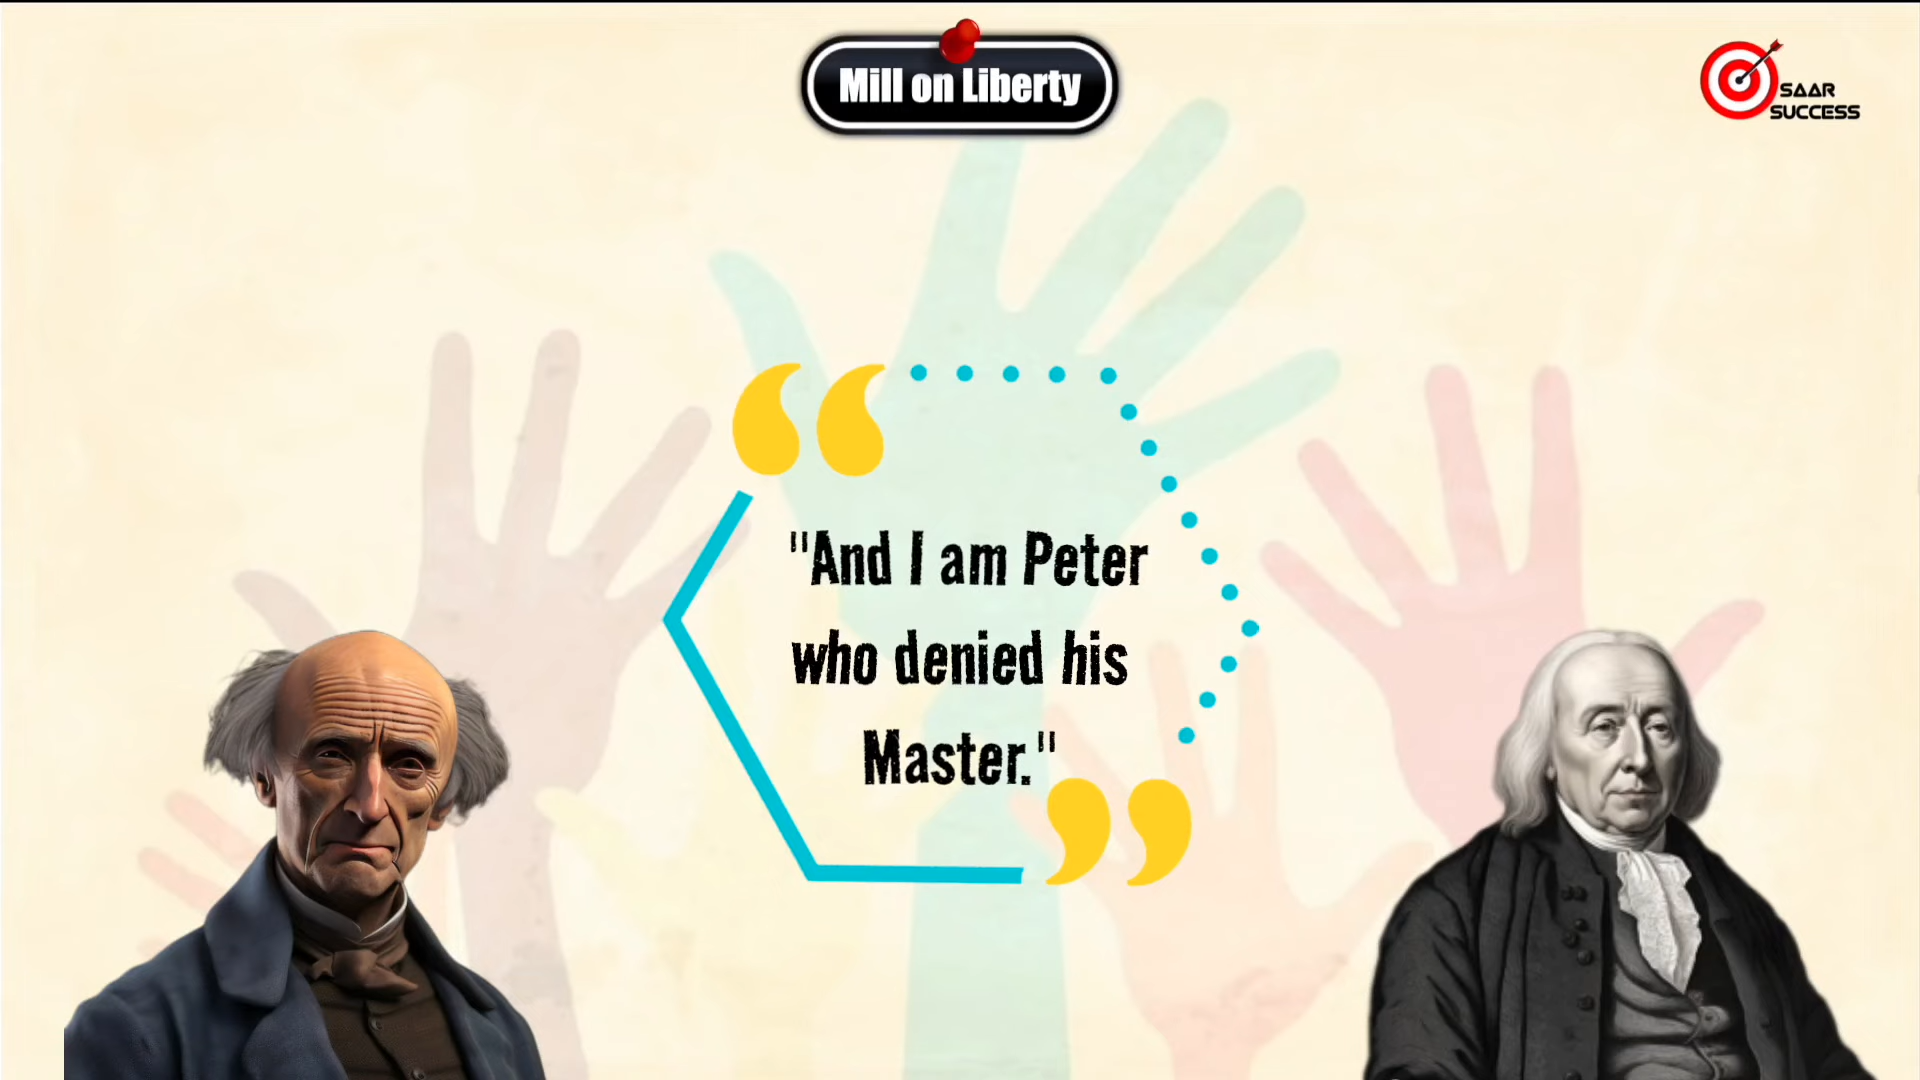 Mill on Liberty
SAAR
SUCCESS
"And I am Peter
who denied his
Master."